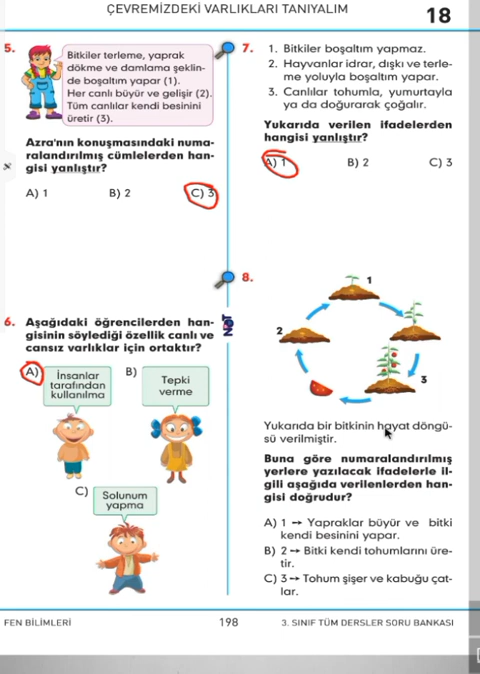 ÇEVREMİZDEKİ VARLIKLARI TANIYALIM
18
5.
Bitkiler terleme, yaprak
dökme ve damlama şeklin-
de boşaltım yapar (1).
Her canlı büyür ve gelişir (2).
Tüm canlılar kendi besinini
üretir (3).
Azra'nın konuşmasındaki numa-
ralandırılmış cümlelerden han-
gisi yanlıştır?
A) 1 B) 2 C) 3
6. Aşağıdaki öğrencilerden han-
gisinin söylediği özellik canlı ve
cansız varlıklar için ortaktır?
A) İnsanlar
tarafından
kullanılma
B) Tepki
verme
C) Solunum
yapma
7. 1. Bitkiler boşaltım yapmaz.
2. Hayvanlar idrar, dışkı ve terle-
me yoluyla boşaltım yapar.
3. Canlılar tohumla, yumurtayla
ya da doğurarak çoğalır.
Yukarıda verilen ifadelerden
hangisi yanlıştır?
A) 1 B) 2 C) 3
8.
1
2
3
Yukarıda bir bitkinin hayat döngü-
sü verilmiştir.
Buna göre numaralandırılmış
yerlere yazılacak ifadelerle il-
gili aşağıda verilenlerden han-
gisi doğrudur?
A) 1 → Yapraklar büyür ve bitki
kendi besinini yapar.
B) 2 → Bitki kendi tohumlarını üre-
tir.
C) 3 → Tohum şişer ve kabuğu çat-
lar.
FEN BİLİMLERİ
198
3. SINIF TÜM DERSLER SORU BANKASI